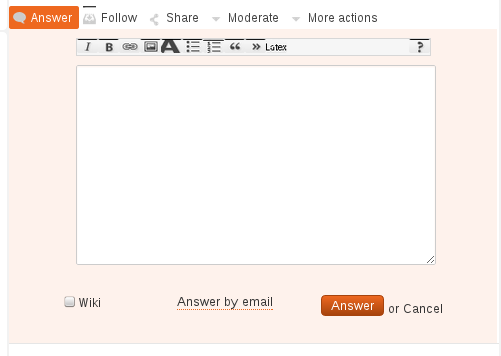 Answer Follow Share Moderate More actions
I B A “ » Latex ?
Wiki Answer by email Answer or Cancel